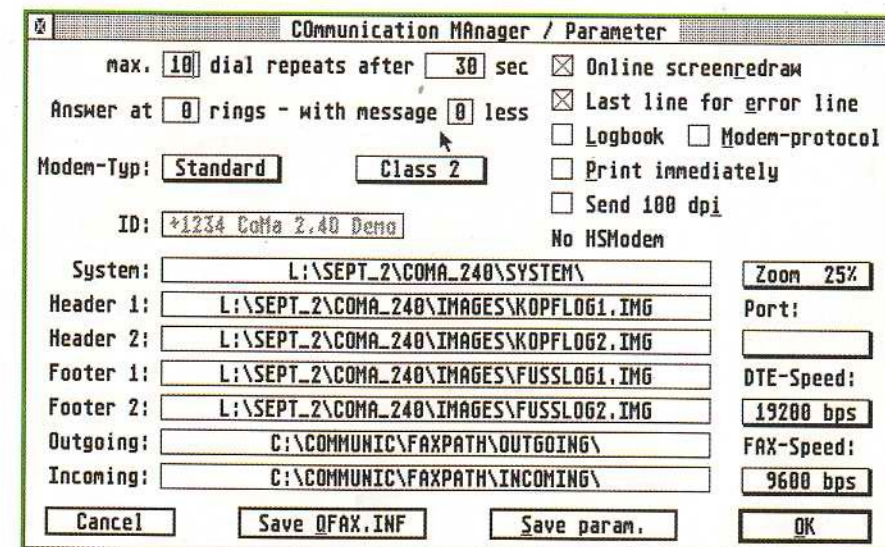 COmmunication MAnager / Parameter
max. 10 dial repeats after 30 sec
Answer at 0 rings - with message 0 less
Modem-Typ: Standard Class 2
ID: +1234 CoMa 2.40 Demo
Online screenredraw
Last line for error line
Logbook Modem-protocol
Print immediately
Send 100 dpi
No HSModem
System: L:\SEPT_2\COMA_240\SYSTEM\
Header 1: L:\SEPT_2\COMA_240\IMAGES\KOPFLOG1.IMG
Header 2: L:\SEPT_2\COMA_240\IMAGES\KOPFLOG2.IMG
Footer 1: L:\SEPT_2\COMA_240\IMAGES\FUSSLOG1.IMG
Footer 2: L:\SEPT_2\COMA_240\IMAGES\FUSSLOG2.IMG
Outgoing: C:\COMMUNIC\FAXPATH\OUTGOING\
Incoming: C:\COMMUNIC\FAXPATH\INCOMING\
Zoom 25%
Port:
DTE-Speed:
19200 bps
FAX-Speed:
9600 bps
Cancel Save QFAX.INF Save param. OK